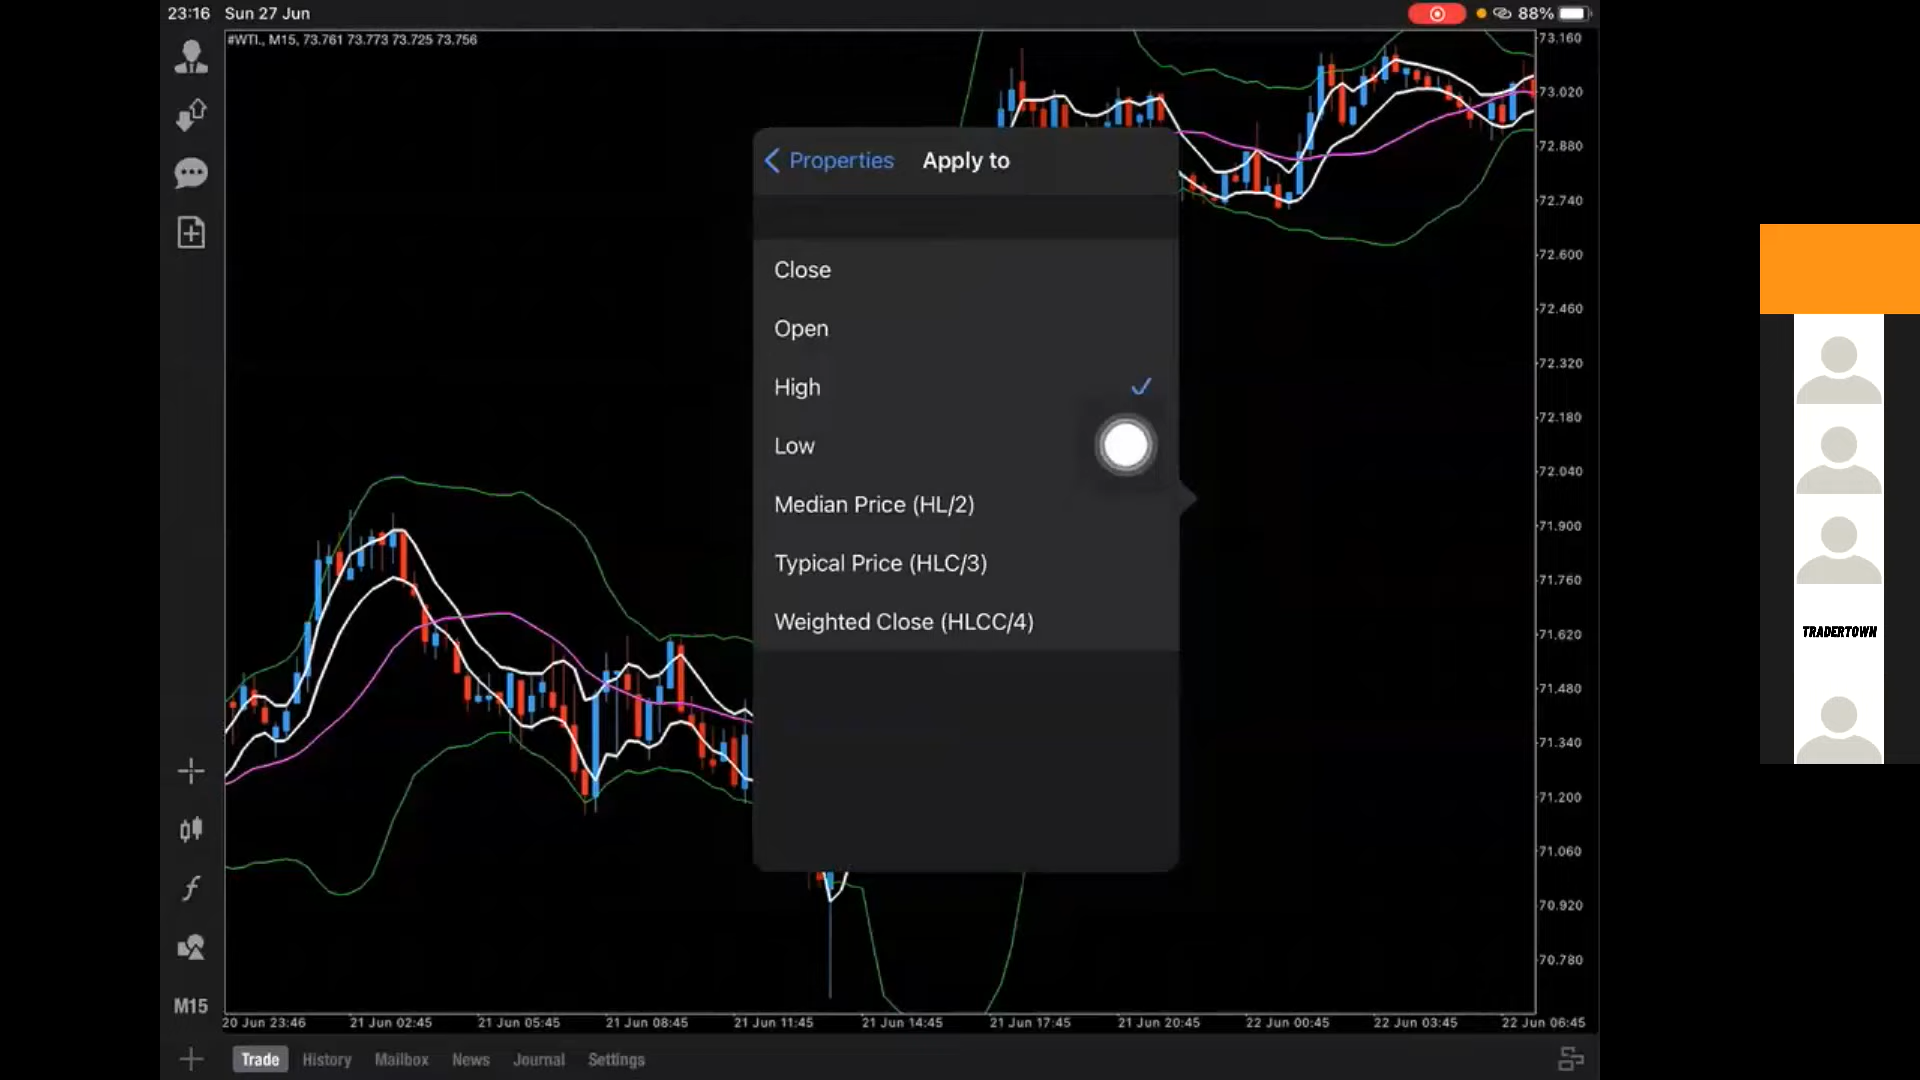 23:16 Sun 27 Jun
88%
#WTI., M15, 73.761 73.773 73.725 73.756
Properties
Apply to
Close
Open
High
Low
Median Price (HL/2)
Typical Price (HLC/3)
Weighted Close (HLCC/4)
73.160
73.020
72.880
72.740
72.600
72.460
72.320
72.180
72.040
71.900
71.760
71.620
71.480
71.340
71.200
71.060
70.920
70.780
TRADERTOWN
M15
20 Jun 23:46
21 Jun 02:45
21 Jun 05:45
21 Jun 08:45
21 Jun 11:45
21 Jun 14:45
21 Jun 17:45
21 Jun 20:45
22 Jun 00:45
22 Jun 03:45
22 Jun 06:45
Trade
History
Mailbox
News
Journal
Settings